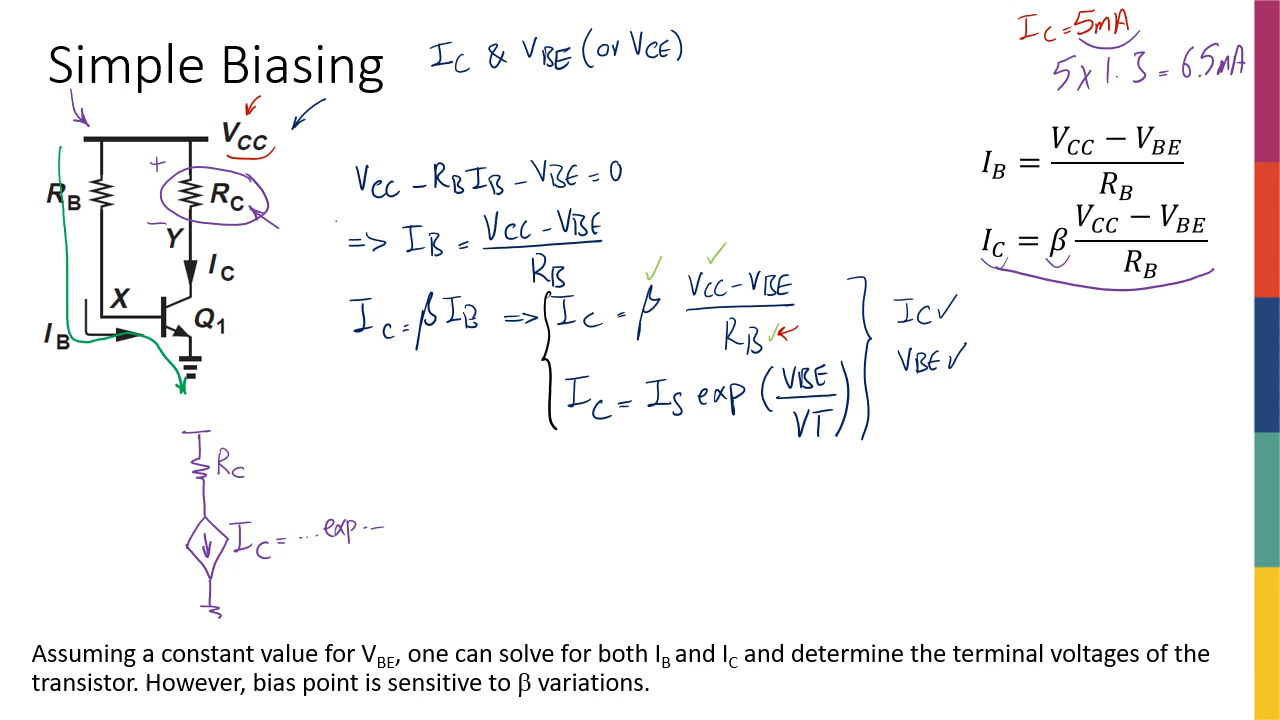 Simple Biasing
I_C & V_BE (or V_CE)
I_C = 5mA
5 x 1.3 = 6.5mA
V_CC
+
R_B
R_C
−
Y
I_C
X
Q_1
I_B
V_CC − R_B I_B − V_BE = 0
=> I_B = (V_CC − V_BE) / R_B
I_C = β I_B => I_C = β (V_CC − V_BE) / R_B
I_C = I_S exp (V_BE / V_T)
I_C ✓
V_BE ✓
I_B = (V_CC − V_BE) / R_B
I_C = β (V_CC − V_BE) / R_B
R_C
I_C = ... exp ...
Assuming a constant value for V_BE, one can solve for both I_B and I_C and determine the terminal voltages of the
transistor. However, bias point is sensitive to β variations.